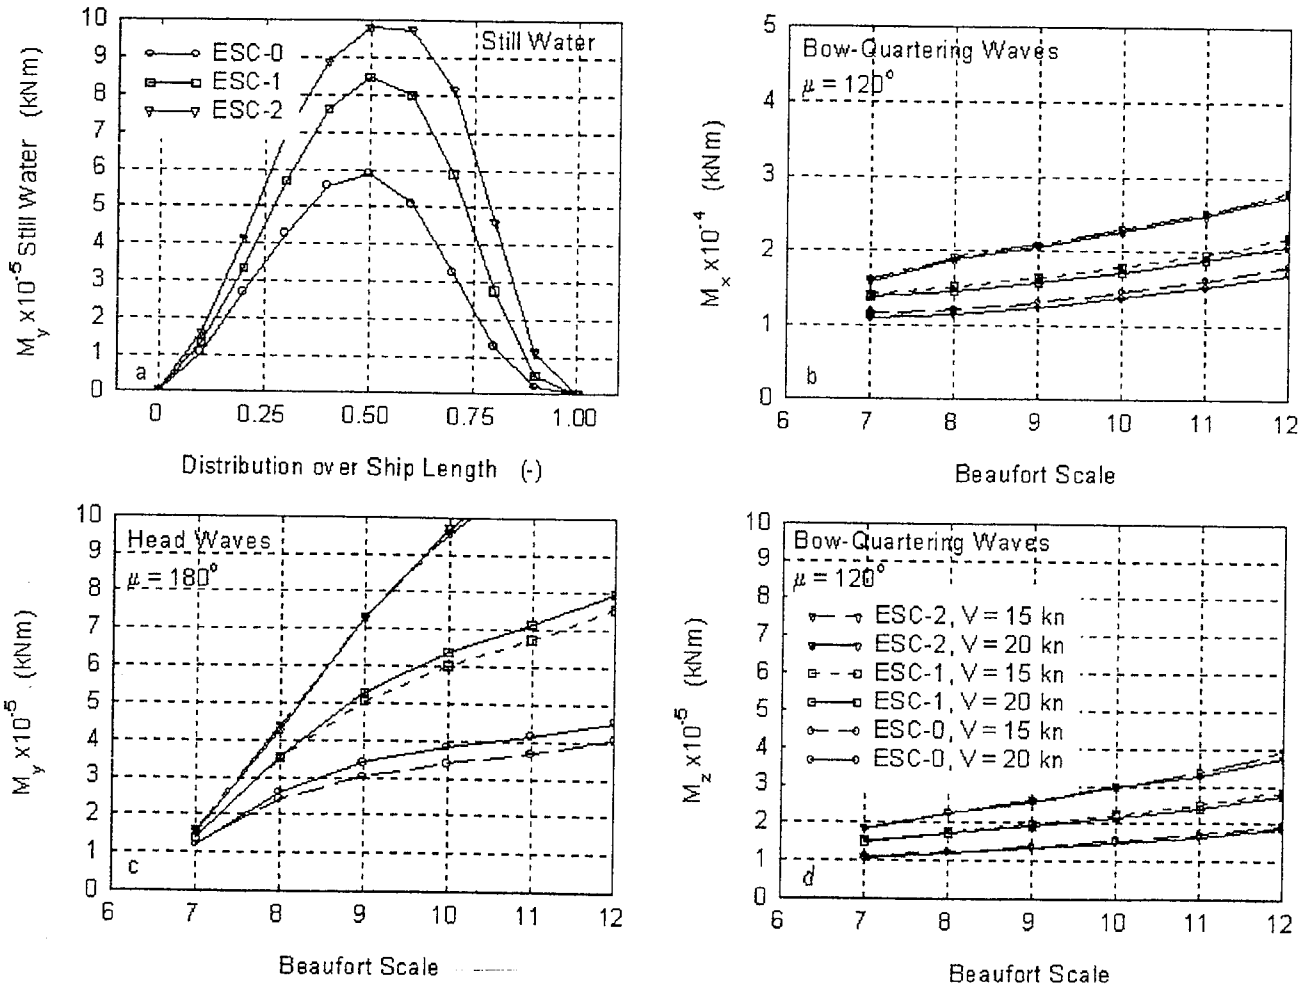 10
9
8
7
6
5
4
3
2
1
0
M_y x10^-5 Still Water (kNm)
ESC-0
ESC-1
ESC-2
Still Water
a
0 0.25 0.50 0.75 1.00
Distribution over Ship Length (-)
5
4
3
2
1
0
M_x x10^-4 (kNm)
Bow-Quartering Waves
μ = 120°
b
6 7 8 9 10 11 12
Beaufort Scale
10
9
8
7
6
5
4
3
2
1
0
M_y x10^-5 . (kNm)
Head Waves
μ = 180°
c
6 7 8 9 10 11 12
Beaufort Scale
10
9
8
7
6
5
4
3
2
1
0
M_z x10^-5 (kNm)
Bow-Quartering Waves
μ = 120°
ESC-2, V = 15 kn
ESC-2, V = 20 kn
ESC-1, V = 15 kn
ESC-1, V = 20 kn
ESC-0, V = 15 kn
ESC-0, V = 20 kn
d
6 7 8 9 10 11 12
Beaufort Scale